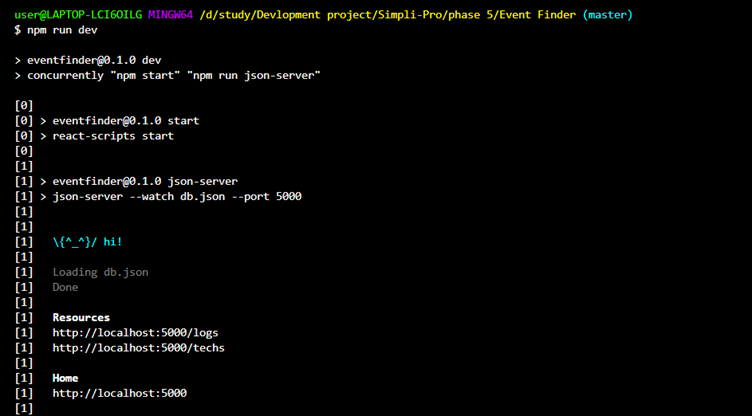 user@LAPTOP-LCI6OILG MINGW64 /d/study/Devlopment project/Simpli-Pro/phase 5/Event Finder (master)
$ npm run dev
> eventfinder@0.1.0 dev
> concurrently "npm start" "npm run json-server"
[0]
[0] > eventfinder@0.1.0 start
[0] > react-scripts start
[0]
[1]
[1] > eventfinder@0.1.0 json-server
[1] > json-server --watch db.json --port 5000
[1]
[1]
[1]   \{^_^}/ hi!
[1]
[1]   Loading db.json
[1]   Done
[1]
[1]   Resources
[1]   http://localhost:5000/logs
[1]   http://localhost:5000/techs
[1]
[1]   Home
[1]   http://localhost:5000
[1]